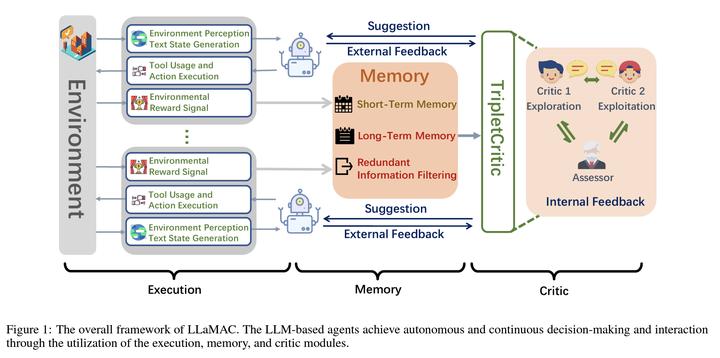 Environment
Environment Perception
Text State Generation
Tool Usage and
Action Execution
Environmental
Reward Signal
Environmental
Reward Signal
Tool Usage and
Action Execution
Environment Perception
Text State Generation
Suggestion
External Feedback
Memory
Short-Term Memory
Long-Term Memory
Redundant
Information Filtering
Suggestion
External Feedback
TripletCritic
Critic 1
Exploration
Critic 2
Exploitation
Assessor
Internal Feedback
Execution
Memory
Critic
Figure 1: The overall framework of LLaMAC. The LLM-based agents achieve autonomous and continuous decision-making and interaction
through the utilization of the execution, memory, and critic modules.